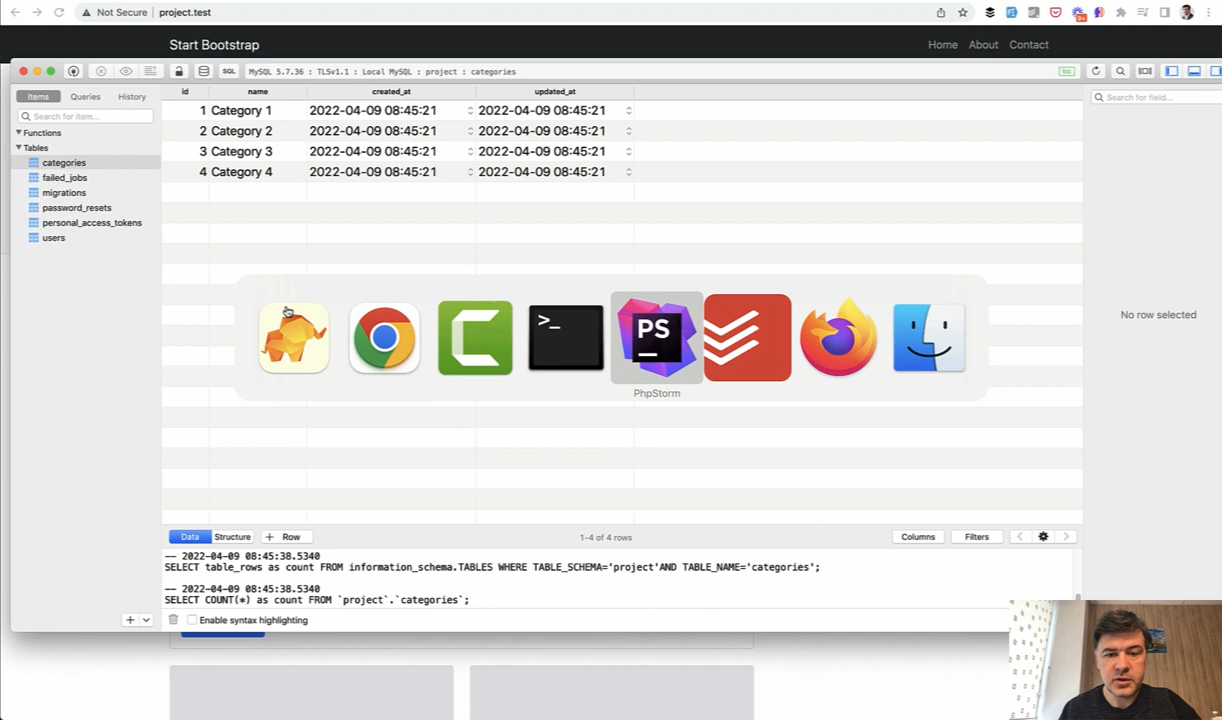 Not Secure project.test
Start Bootstrap
Home About Contact
SQL MySQL 5.7.36 : TLSv1.1 : Local MySQL : project : categories loc
Items Queries History
Search for item...
Functions
Tables
categories
failed_jobs
migrations
password_resets
personal_access_tokens
users
id name created_at updated_at
1 Category 1 2022-04-09 08:45:21 2022-04-09 08:45:21
2 Category 2 2022-04-09 08:45:21 2022-04-09 08:45:21
3 Category 3 2022-04-09 08:45:21 2022-04-09 08:45:21
4 Category 4 2022-04-09 08:45:21 2022-04-09 08:45:21
Search for field...
No row selected
>_
PS
PhpStorm
Data Structure + Row 1-4 of 4 rows Columns Filters
-- 2022-04-09 08:45:38.5340
SELECT table_rows as count FROM information_schema.TABLES WHERE TABLE_SCHEMA='project'AND TABLE_NAME='categories';
-- 2022-04-09 08:45:38.5340
SELECT COUNT(*) as count FROM `project`.`categories`;
Enable syntax highlighting